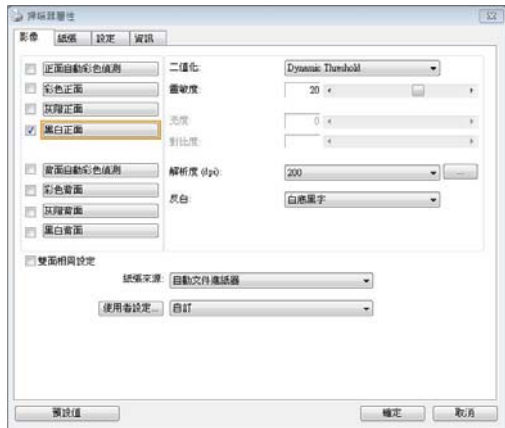 掃描器屬性
影像 紙張 設定 資訊
正面自動彩色偵測
彩色正面
灰階正面
黑白正面
背面自動彩色偵測
彩色背面
灰階背面
黑白背面
二值化: Dynamic Threshold
靈敏度: 20
亮度: 0
對比度:
解析度 (dpi): 200 ...
反白: 白底黑字
雙面相同設定
紙張來源: 自動文件進紙器
使用者設定... 自訂
預設值 確定 取消